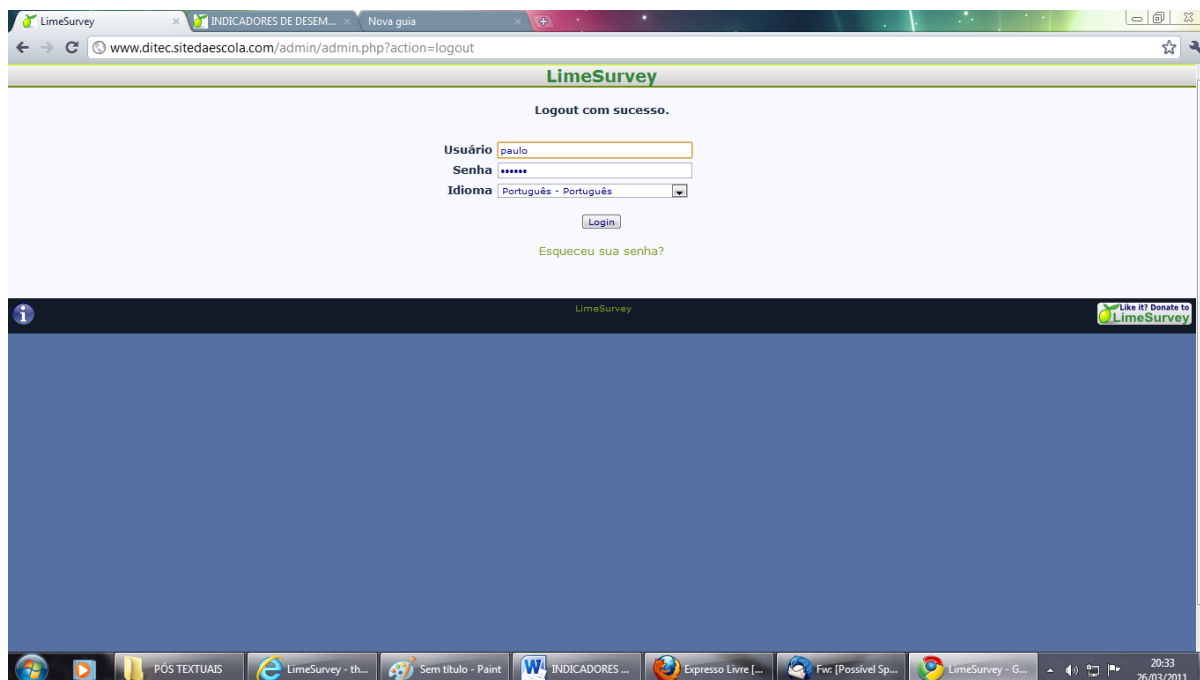 LimeSurvey
INDICADORES DE DESEM...
Nova guia
www.ditec.sitedaescola.com/admin/admin.php?action=logout
LimeSurvey
Logout com sucesso.
Usuário paulo
Senha ••••••
Idioma Português - Português
Login
Esqueceu sua senha?
LimeSurvey
Like it? Donate to
LimeSurvey
PÓS TEXTUAIS
LimeSurvey - th...
Sem título - Paint
INDICADORES ...
Expresso Livre [...
Fw: [Possível Sp...
LimeSurvey - G...
20:33
26/03/2011